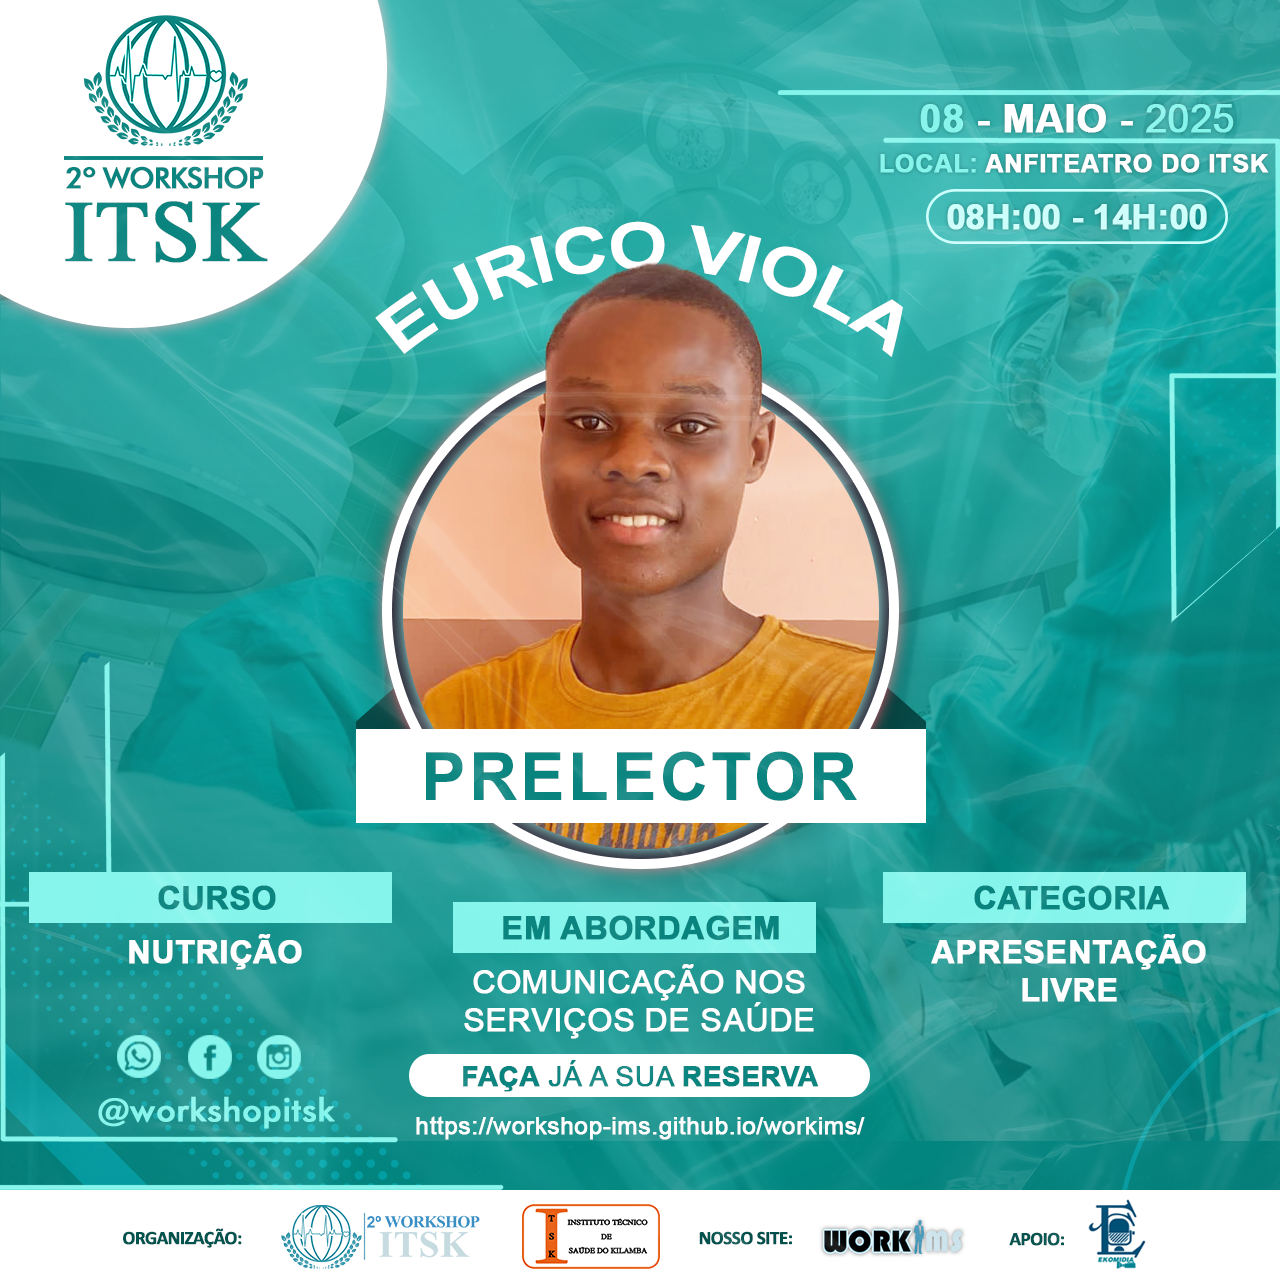 2º WORKSHOP
ITSK
08 - MAIO - 2025
LOCAL: ANFITEATRO DO ITSK
08H:00 - 14H:00
EURICO VIOLA
PRELECTOR
CURSO
NUTRIÇÃO
EM ABORDAGEM
COMUNICAÇÃO NOS
SERVIÇOS DE SAÚDE
CATEGORIA
APRESENTAÇÃO
LIVRE
@workshopitsk
FAÇA JÁ A SUA RESERVA
https://workshop-ims.github.io/workims/
ORGANIZAÇÃO:
2º WORKSHOP
ITSK
I
TSK
INSTITUTO TÉCNICO
DE
SAÚDE DO KILAMBA
NOSSO SITE:
WORKIMS
APOIO:
EKOMIDIA